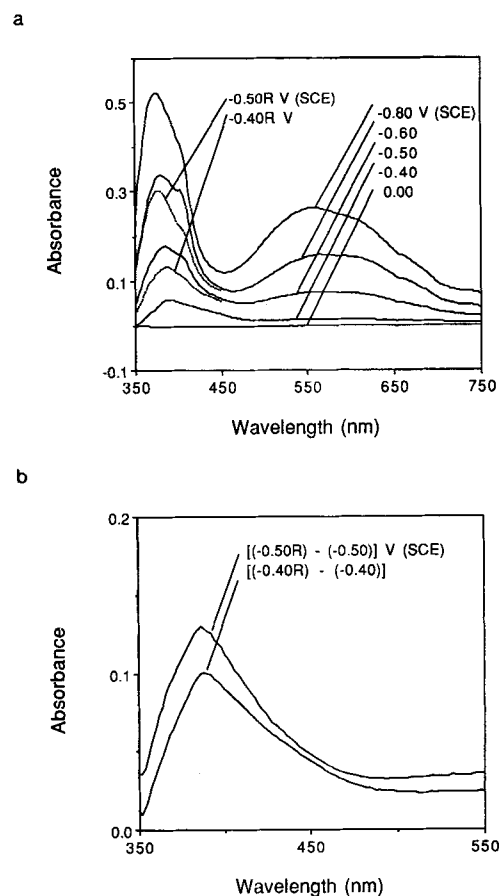 a
-0.50R V (SCE)
-0.40R V
-0.80 V (SCE)
-0.60
-0.50
-0.40
0.00
0.5
0.3
0.1
-0.1
Absorbance
350
450
550
650
750
Wavelength (nm)
b
[(-0.50R) - (-0.50)] V (SCE)
[(-0.40R) - (-0.40)]
0.2
0.1
0.0
Absorbance
350
450
550
Wavelength (nm)